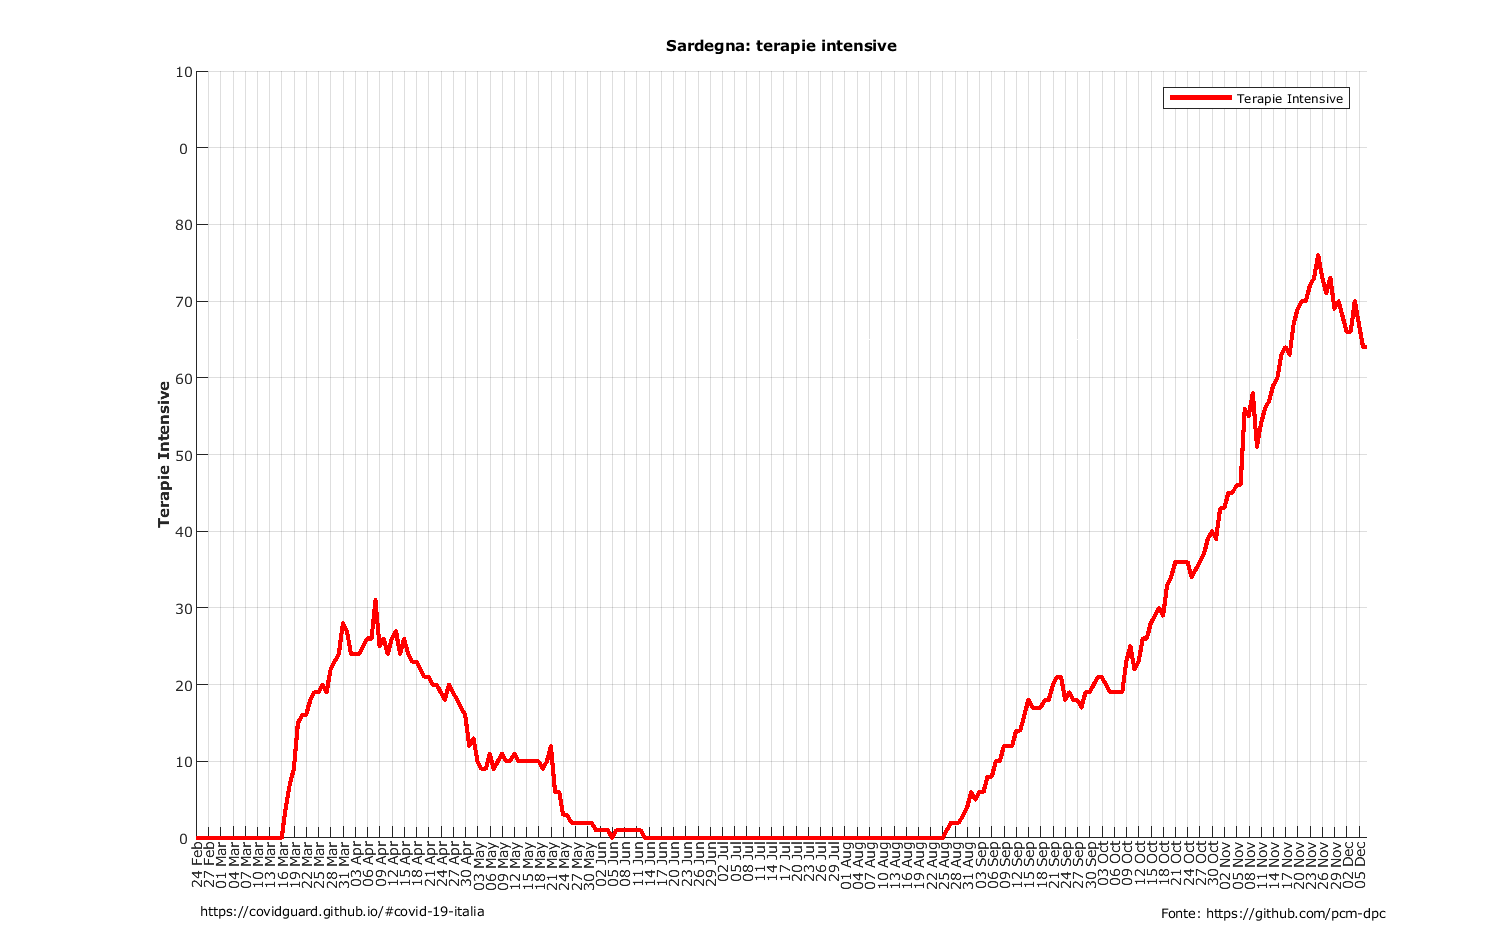 Sardegna: terapie intensive
Terapie Intensive
Terapie Intensive
10
0
80
70
60
50
40
30
20
10
0
24 Feb
27 Feb
01 Mar
04 Mar
07 Mar
10 Mar
13 Mar
16 Mar
19 Mar
22 Mar
25 Mar
28 Mar
31 Mar
03 Apr
06 Apr
09 Apr
12 Apr
15 Apr
18 Apr
21 Apr
24 Apr
27 Apr
30 Apr
03 May
06 May
09 May
12 May
15 May
18 May
21 May
24 May
27 May
30 May
02 Jun
05 Jun
08 Jun
11 Jun
14 Jun
17 Jun
20 Jun
23 Jun
26 Jun
29 Jun
02 Jul
05 Jul
08 Jul
11 Jul
14 Jul
17 Jul
20 Jul
23 Jul
26 Jul
29 Jul
01 Aug
04 Aug
07 Aug
10 Aug
13 Aug
16 Aug
19 Aug
22 Aug
25 Aug
28 Aug
31 Aug
03 Sep
06 Sep
09 Sep
12 Sep
15 Sep
18 Sep
21 Sep
24 Sep
27 Sep
30 Sep
03 Oct
06 Oct
09 Oct
12 Oct
15 Oct
18 Oct
21 Oct
24 Oct
27 Oct
30 Oct
02 Nov
05 Nov
08 Nov
11 Nov
14 Nov
17 Nov
20 Nov
23 Nov
26 Nov
29 Nov
02 Dec
05 Dec
https://covidguard.github.io/#covid-19-italia
Fonte: https://github.com/pcm-dpc